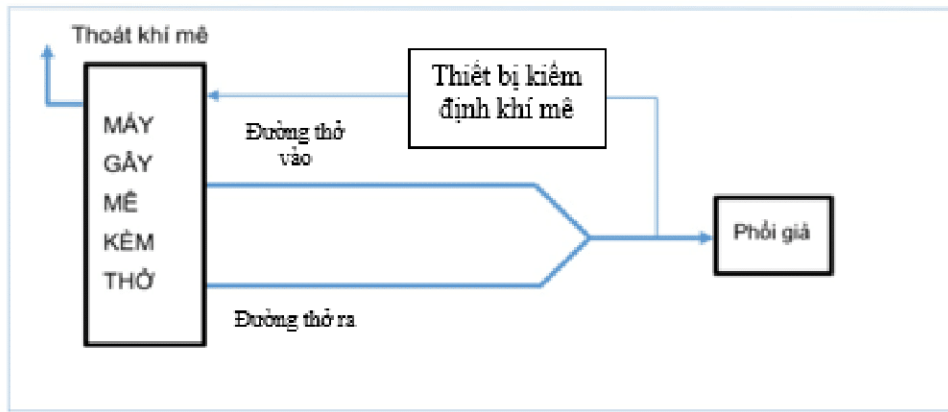 Thoát khí mê
Thiết bị kiểm
định khí mê
MÁY
GÂY
MÊ
KÈM
THỞ
Đường thở
vào
Phổi giả
Đường thở ra